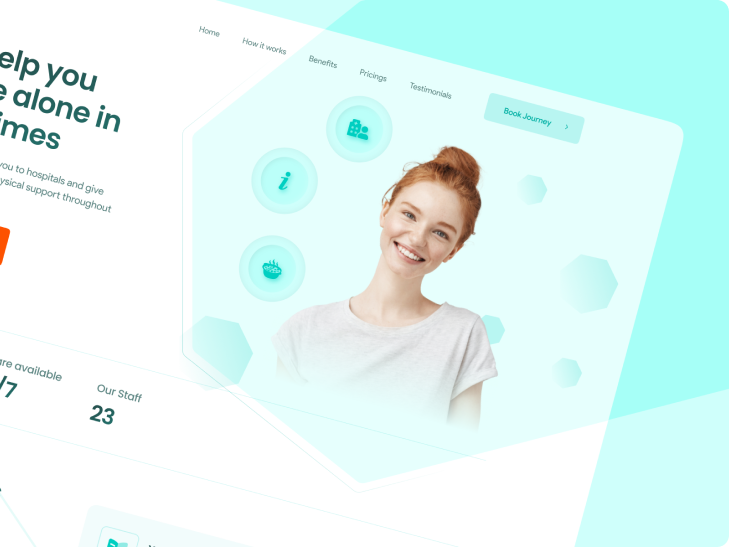 Home
How it works
Benefits
Pricings
Testimonials
Book Journey
elp you
e alone in
imes
you to hospitals and give
ysical support throughout
are available
/7
Our Staff
23